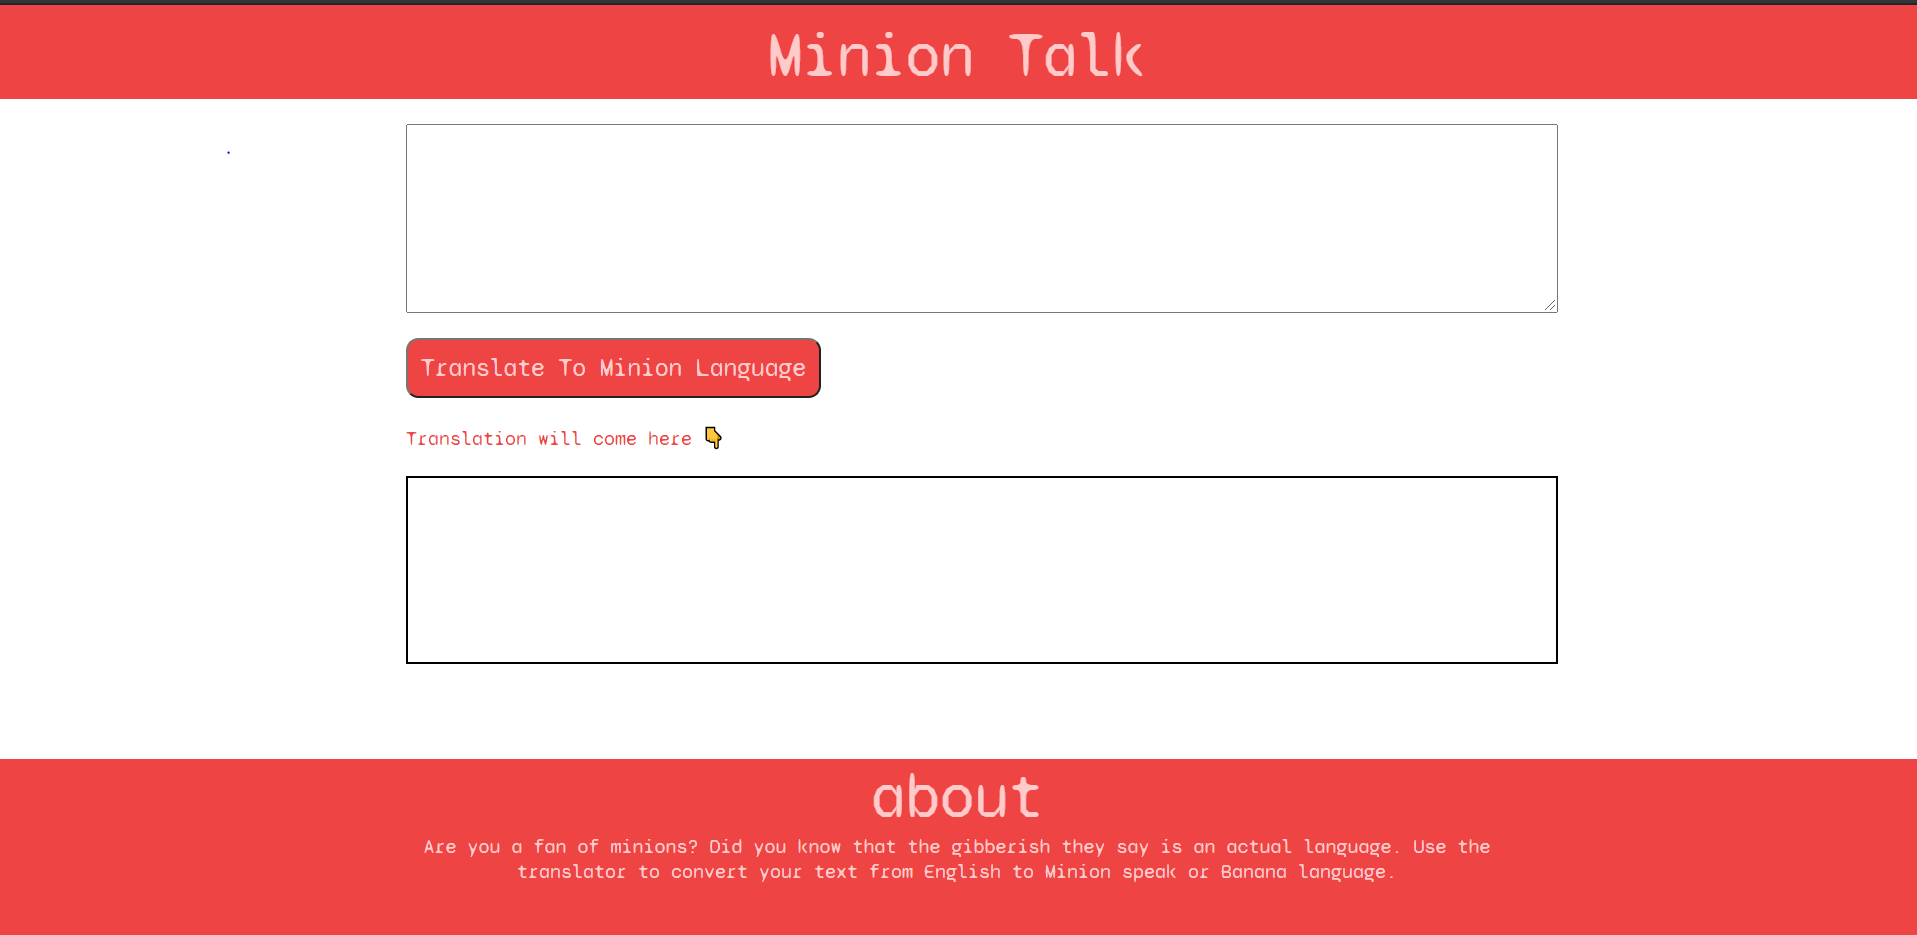 Minion Talk
Translate To Minion Language
Translation will come here 👇
about
Are you a fan of minions? Did you know that the gibberish they say is an actual language. Use the
translator to convert your text from English to Minion speak or Banana language.